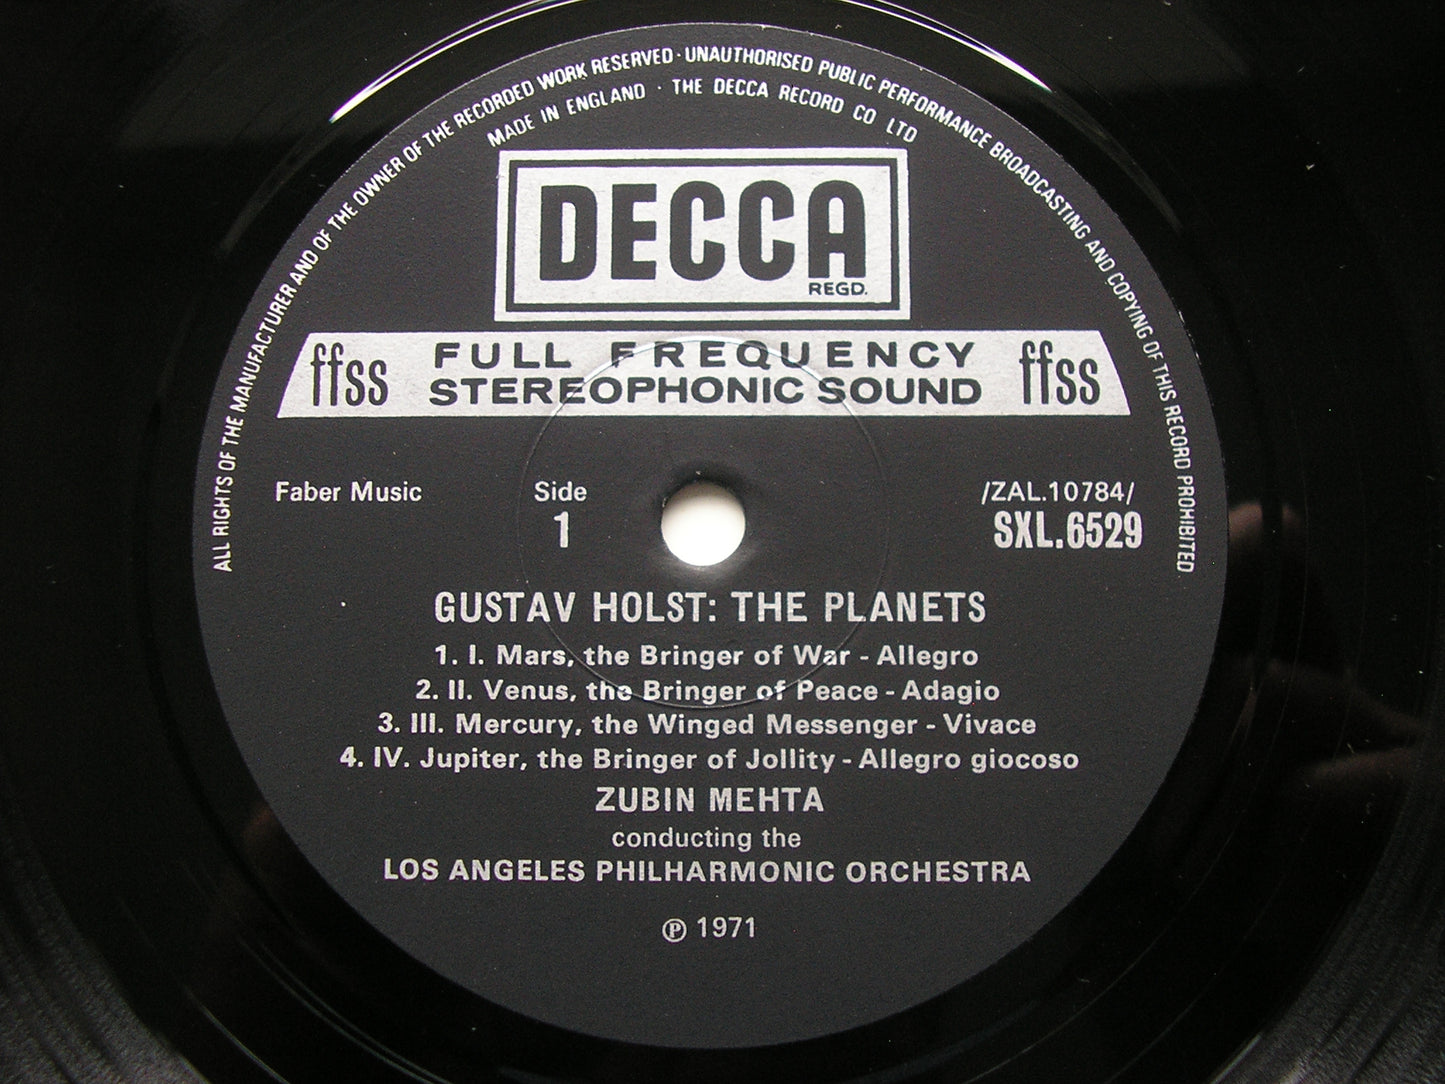 ALL RIGHTS OF THE MANUFACTURER AND OF THE OWNER OF THE RECORDED WORK RESERVED · UNAUTHORISED PUBLIC PERFORMANCE BROADCASTING AND COPYING OF THIS RECORD PROHIBITED
MADE IN ENGLAND · THE DECCA RECORD CO LTD
DECCA
REGD.
ffss FULL FREQUENCY ffss
STEREOPHONIC SOUND
Faber Music Side /ZAL.10784/
1 SXL.6529
GUSTAV HOLST: THE PLANETS
1. I. Mars, the Bringer of War - Allegro
2. II. Venus, the Bringer of Peace - Adagio
3. III. Mercury, the Winged Messenger - Vivace
4. IV. Jupiter, the Bringer of Jollity - Allegro giocoso
ZUBIN MEHTA
conducting the
LOS ANGELES PHILHARMONIC ORCHESTRA
℗ 1971